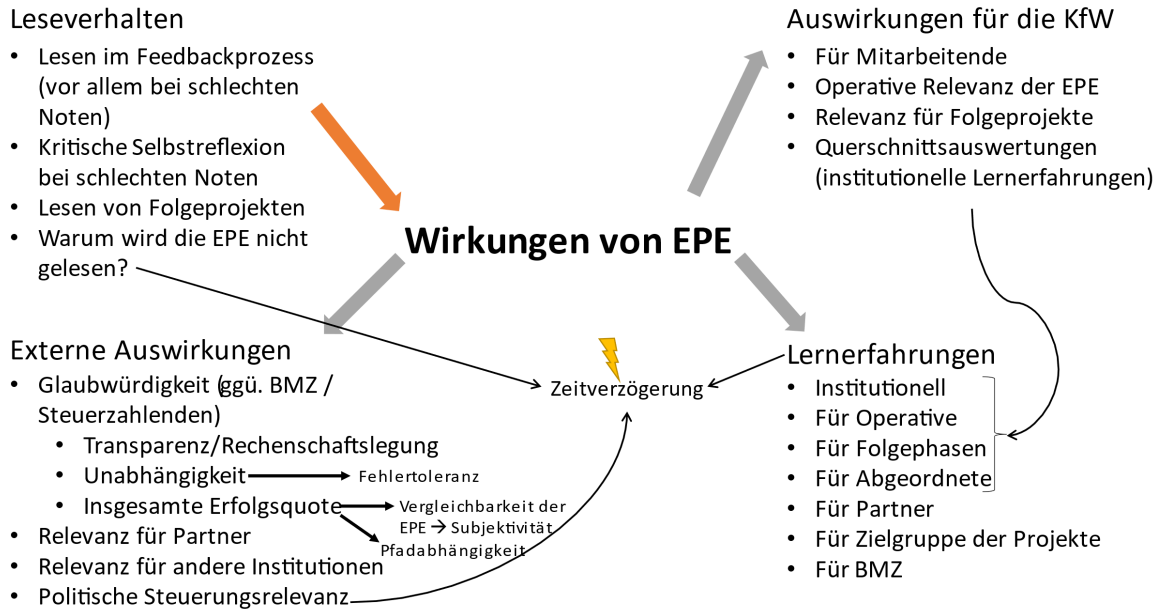 Leseverhalten
• Lesen im Feedbackprozess
(vor allem bei schlechten
Noten)
• Kritische Selbstreflexion
bei schlechten Noten
• Lesen von Folgeprojekten
• Warum wird die EPE nicht
gelesen?
Auswirkungen für die KfW
• Für Mitarbeitende
• Operative Relevanz der EPE
• Relevanz für Folgeprojekte
• Querschnittsauswertungen
(institutionelle Lernerfahrungen)
Wirkungen von EPE
Externe Auswirkungen
• Glaubwürdigkeit (ggü. BMZ /
Steuerzahlenden)
• Transparenz/Rechenschaftslegung
• Unabhängigkeit
Fehlertoleranz
• Insgesamte Erfolgsquote
Vergleichbarkeit der
EPE → Subjektivität
Pfadabhängigkeit
• Relevanz für Partner
• Relevanz für andere Institutionen
• Politische Steuerungsrelevanz
Zeitverzögerung
Lernerfahrungen
• Institutionell
• Für Operative
• Für Folgephasen
• Für Abgeordnete
• Für Partner
• Für Zielgruppe der Projekte
• Für BMZ